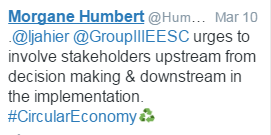 Morgane Humbert @Hum... Mar 10
.@ljahier @GroupIIIEESC urges to
involve stakeholders upstream from
decision making & downstream in
the implementation.
#CircularEconomy♻